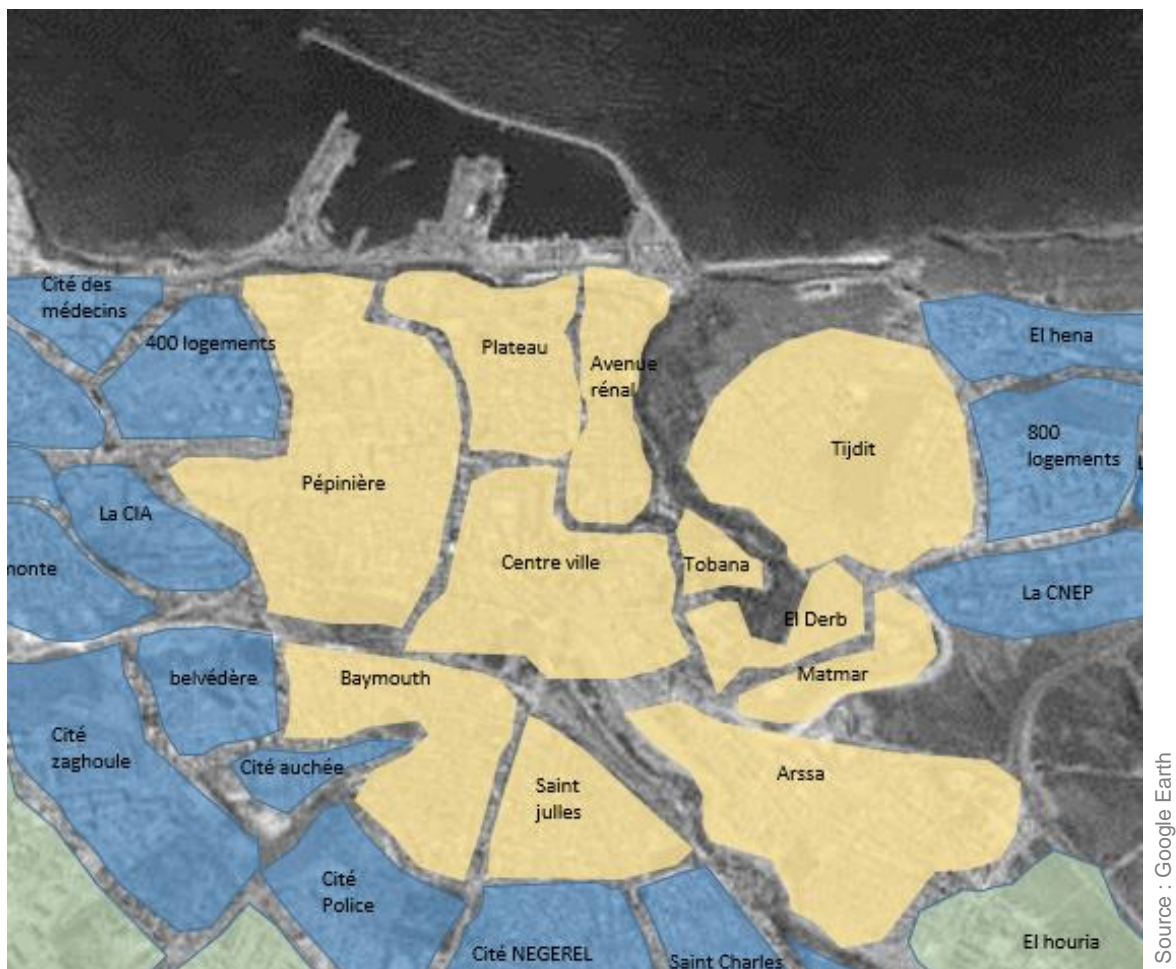 Cité des
médecins
400 logements
El hena
Plateau
Avenue
rénal
800
logements
Tijdit
Pépinière
La CIA
Centre ville
Tobana
monte
La CNEP
El Derb
belvédère
Baymouth
Matmar
Cité
zaghoule
Cité auchée
Arssa
Saint
julles
Cité
Police
El houria
Cité NEGEREL
Saint Charles
Source : Google Earth